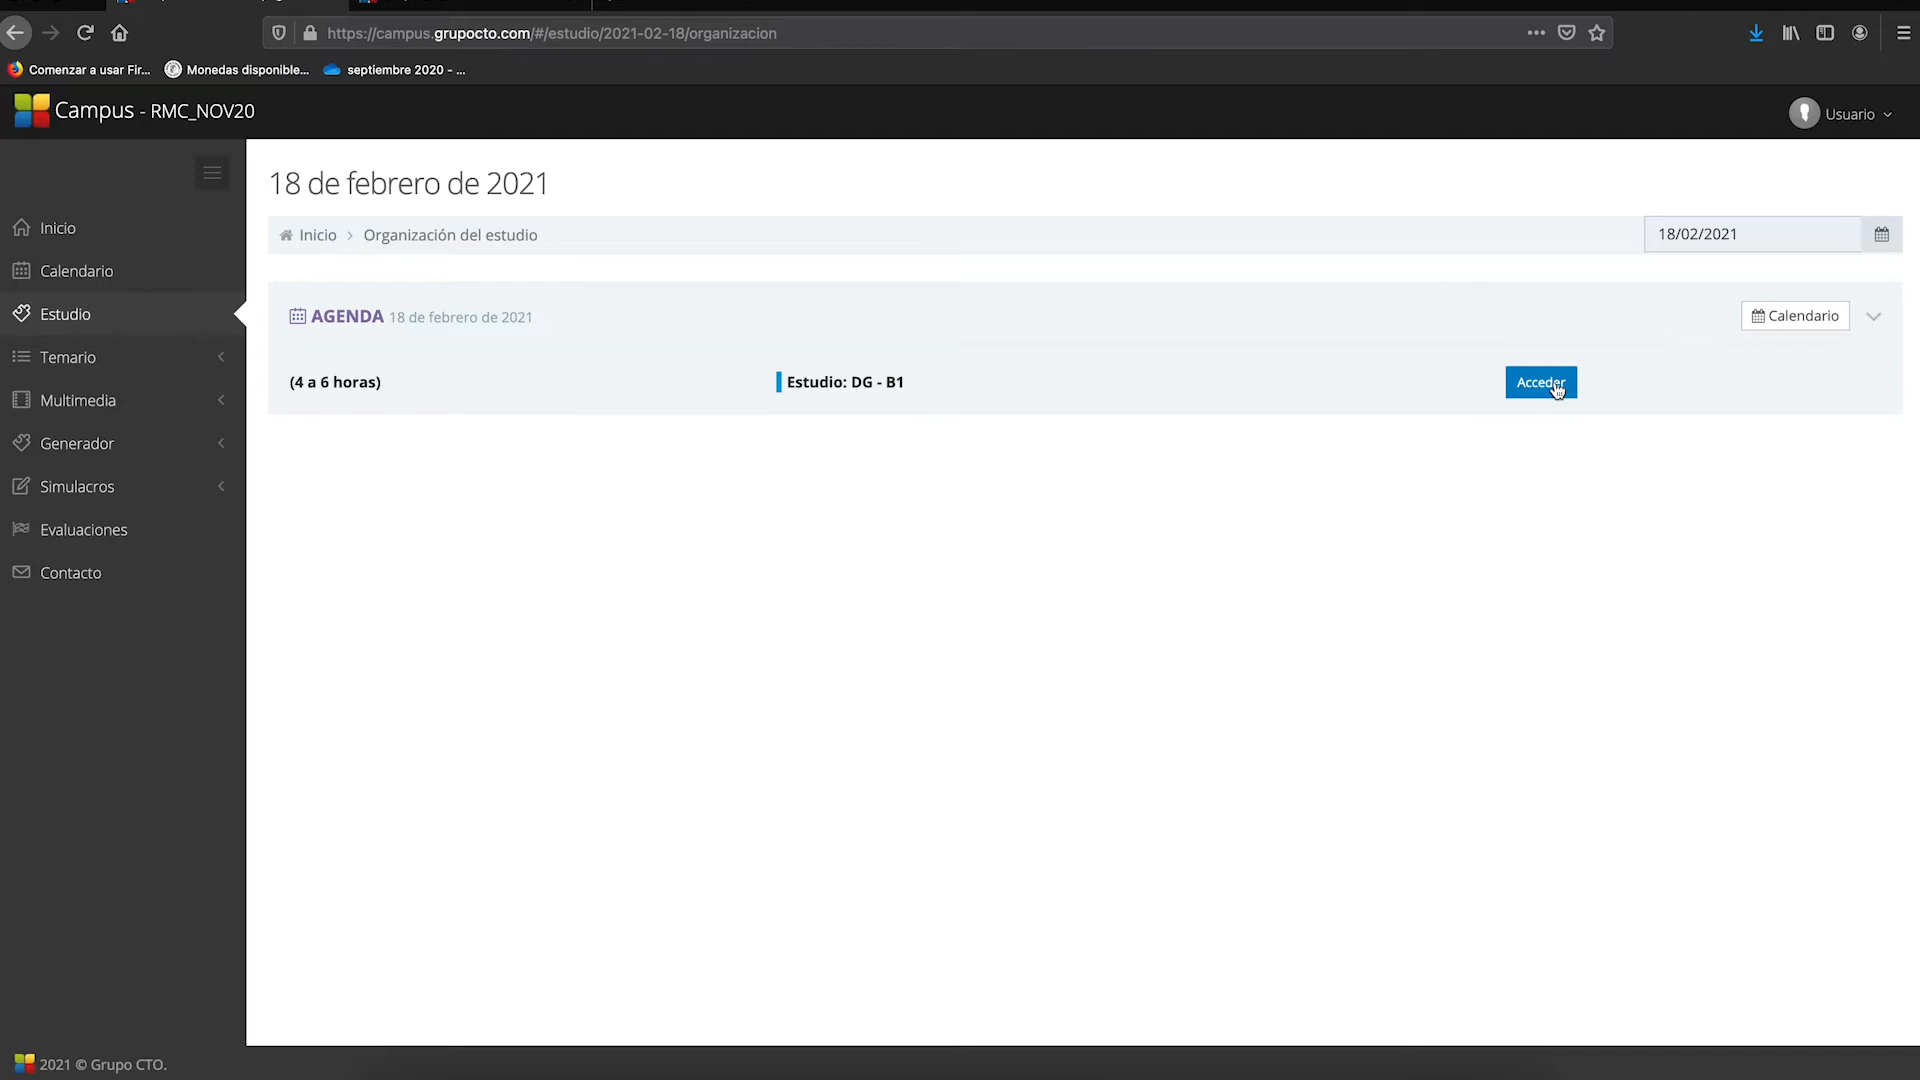 https://campus.grupocto.com/#/estudio/2021-02-18/organizacion
Comenzar a usar Fir... Monedas disponible... septiembre 2020 - ...
Campus - RMC_NOV20
Usuario
18 de febrero de 2021
Inicio
Inicio > Organización del estudio
18/02/2021
Calendario
Estudio
AGENDA 18 de febrero de 2021
Calendario
Temario
(4 a 6 horas)
Estudio: DG - B1
Acceder
Multimedia
Generador
Simulacros
Evaluaciones
Contacto
2021 © Grupo CTO.